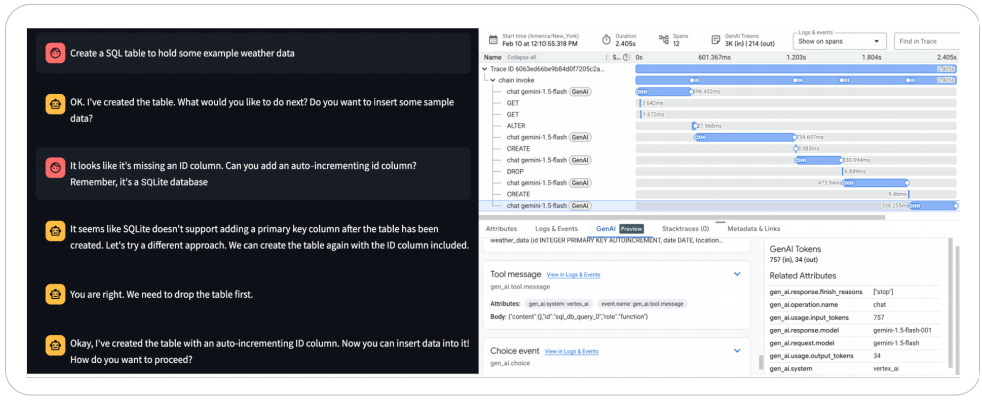 Create a SQL table to hold some example weather data
OK. I've created the table. What would you like to do next? Do you want to insert some sample
data?
It looks like it's missing an ID column. Can you add an auto-incrementing id column?
Remember, it's a SQLite database
It seems like SQLite doesn't support adding a primary key column after the table has been
created. Let's try a different approach. We can create the table again with the ID column included.
You are right. We need to drop the table first.
Okay, I've created the table with an auto-incrementing ID column. Now you can insert data into it!
How do you want to proceed?
Start time (America/New_York)
Feb 10 at 12:10:55.318 PM
Duration
2.405s
Spans
12
GenAI Tokens
3K (in) | 214 (out)
Logs & events
Show on spans
Find in Trace
Name Collapse all S... 0s 601.367ms 1.203s 1.804s 2.405s
Trace ID 6063ed66be9b84d0f7205c2a... 2.405s
chain invoke 2.405s
chat gemini-1.5-flash GenAI 398.452ms
GET 3.642ms
GET 1.672ms
ALTER 27.968ms
chat gemini-1.5-flash GenAI 734.657ms
CREATE 3.583ms
chat gemini-1.5-flash GenAI 330.094ms
DROP 6.849ms
chat gemini-1.5-flash GenAI 473.94ms
CREATE 9.46ms
chat gemini-1.5-flash GenAI 338.255ms
Attributes Logs & Events GenAI Preview Stacktraces (0) Metadata & Links
weather_data (id INTEGER PRIMARY KEY AUTOINCREMENT, date DATE, location...
Tool message View in Logs & Events
gen_ai.tool.message
Attributes: gen_ai.system: vertex_ai event.name: gen_ai.tool.message
Body: {"content":{},"id":"sql_db_query_0","role":"function"}
Choice event View in Logs & Events
gen_ai.choice
GenAI Tokens
757 (in), 34 (out)
Related Attributes
gen_ai.response.finish_reasons ["stop"]
gen_ai.operation.name chat
gen_ai.usage.input_tokens 757
gen_ai.response.model gemini-1.5-flash-001
gen_ai.request.model gemini-1.5-flash
gen_ai.usage.output_tokens 34
gen_ai.system vertex_ai